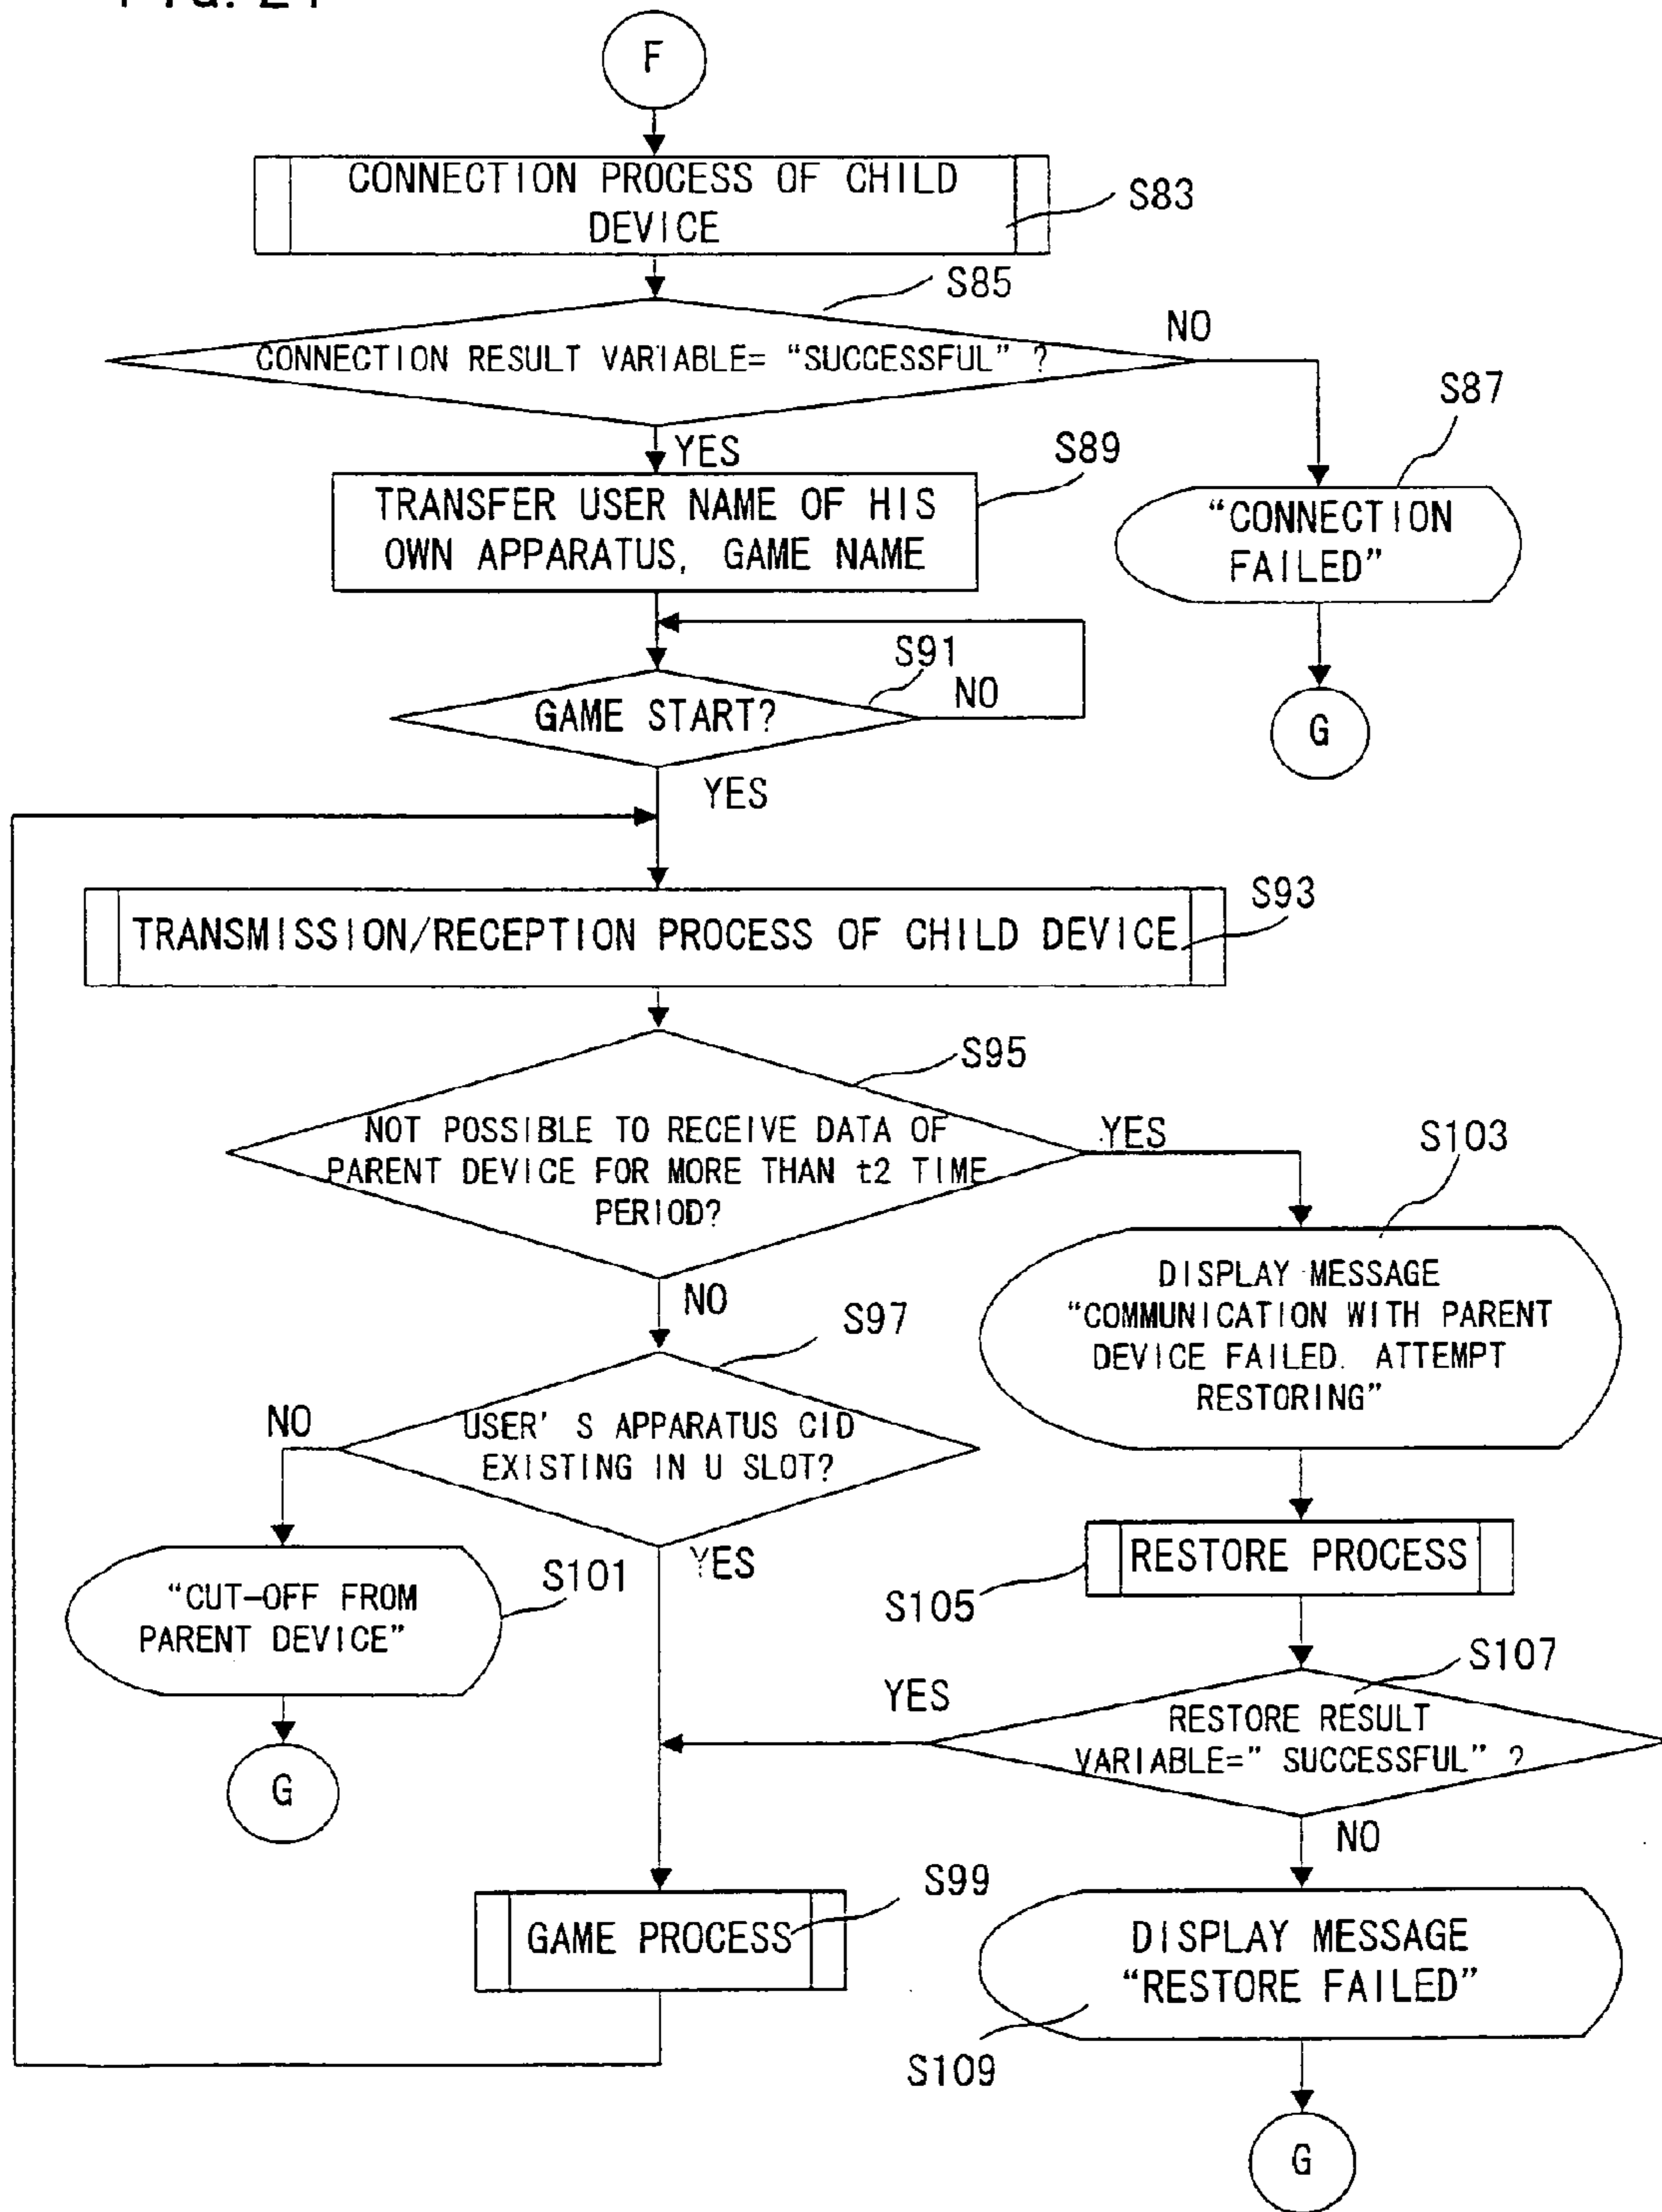 F
CONNECTION PROCESS OF CHILD
DEVICE
S83
S85
CONNECTION RESULT VARIABLE= “SUCCESSFUL” ?
NO
S87
YES
S89
TRANSFER USER NAME OF HIS
OWN APPARATUS, GAME NAME
“CONNECTION
FAILED”
S91
GAME START?
NO
G
YES
TRANSMISSION/RECEPTION PROCESS OF CHILD DEVICE
S93
S95
NOT POSSIBLE TO RECEIVE DATA OF
PARENT DEVICE FOR MORE THAN t2 TIME
PERIOD?
YES
S103
NO
S97
DISPLAY MESSAGE
“COMMUNICATION WITH PARENT
DEVICE FAILED. ATTEMPT
RESTORING”
NO
USER' S APPARATUS CID
EXISTING IN U SLOT?
YES
S101
“CUT-OFF FROM
PARENT DEVICE”
RESTORE PROCESS
S105
S107
YES
RESTORE RESULT
VARIABLE=” SUCCESSFUL” ?
G
NO
S99
GAME PROCESS
DISPLAY MESSAGE
“RESTORE FAILED”
S109
G